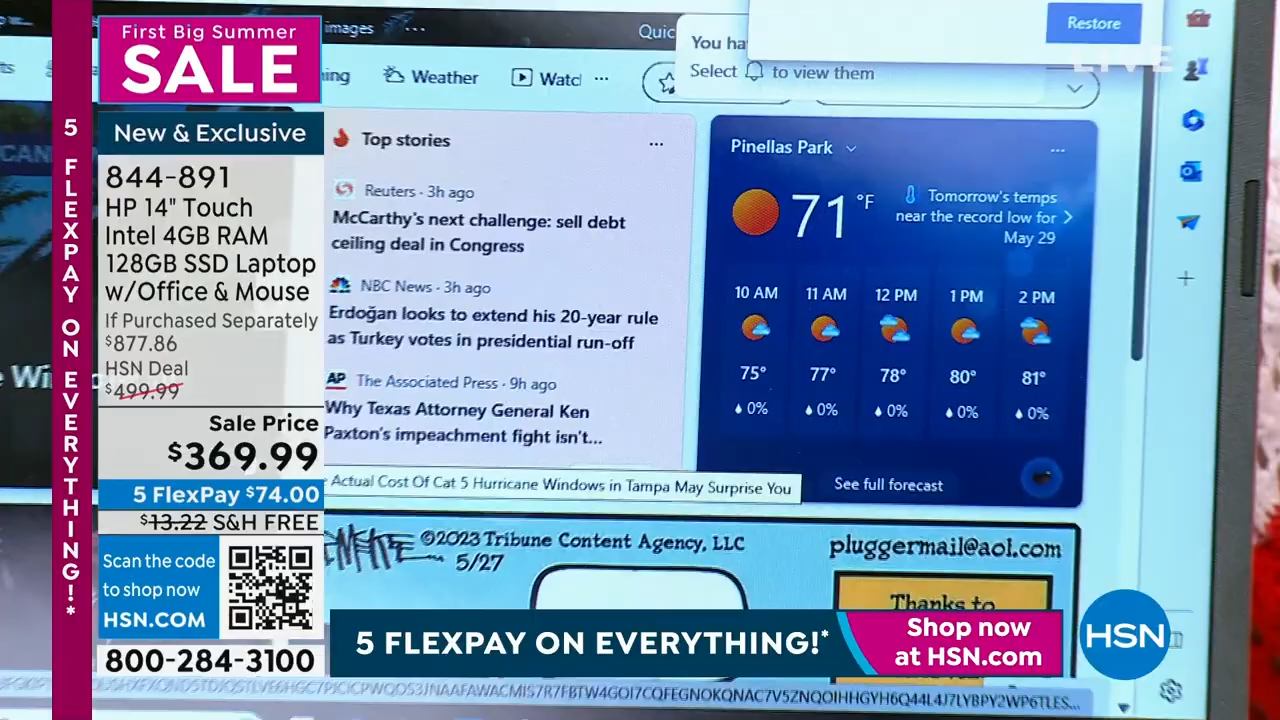 First Big Summer
SALE
5 FLEXPAY ON EVERYTHING!*
New & Exclusive
844-891
HP 14" Touch
Intel 4GB RAM
128GB SSD Laptop
w/Office & Mouse
If Purchased Separately
$877.86
HSN Deal
$499.99
Sale Price
$369.99
5 FlexPay $74.00
$13.22 S&H FREE
Scan the code
to shop now
HSN.COM
800-284-3100
images ...
Quic
Restore
You ha
Select to view them
LIVE
Weather
Watc ...
Top stories ...
Reuters · 3h ago
McCarthy's next challenge: sell debt
ceiling deal in Congress
NBC News · 3h ago
Erdoğan looks to extend his 20-year rule
as Turkey votes in presidential run-off
AP The Associated Press · 9h ago
Why Texas Attorney General Ken
Paxton's impeachment fight isn't...
Actual Cost Of Cat 5 Hurricane Windows in Tampa May Surprise You
Pinellas Park ...
71 °F
Tomorrow's temps
near the record low for
May 29
10 AM 11 AM 12 PM 1 PM 2 PM
75° 77° 78° 80° 81°
0% 0% 0% 0% 0%
See full forecast
©2023 Tribune Content Agency, LLC
5/27
pluggermail@aol.com
Thanks to
5 FLEXPAY ON EVERYTHING!*
Shop now
at HSN.com
HSN